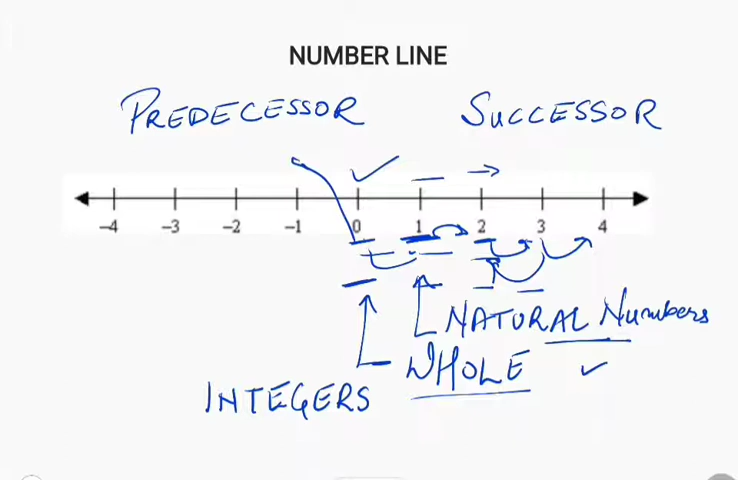 NUMBER LINE
PREDECESSOR SUCCESSOR
-4 -3 -2 -1 0 1 2 3 4
NATURAL Numbers
WHOLE
INTEGERS